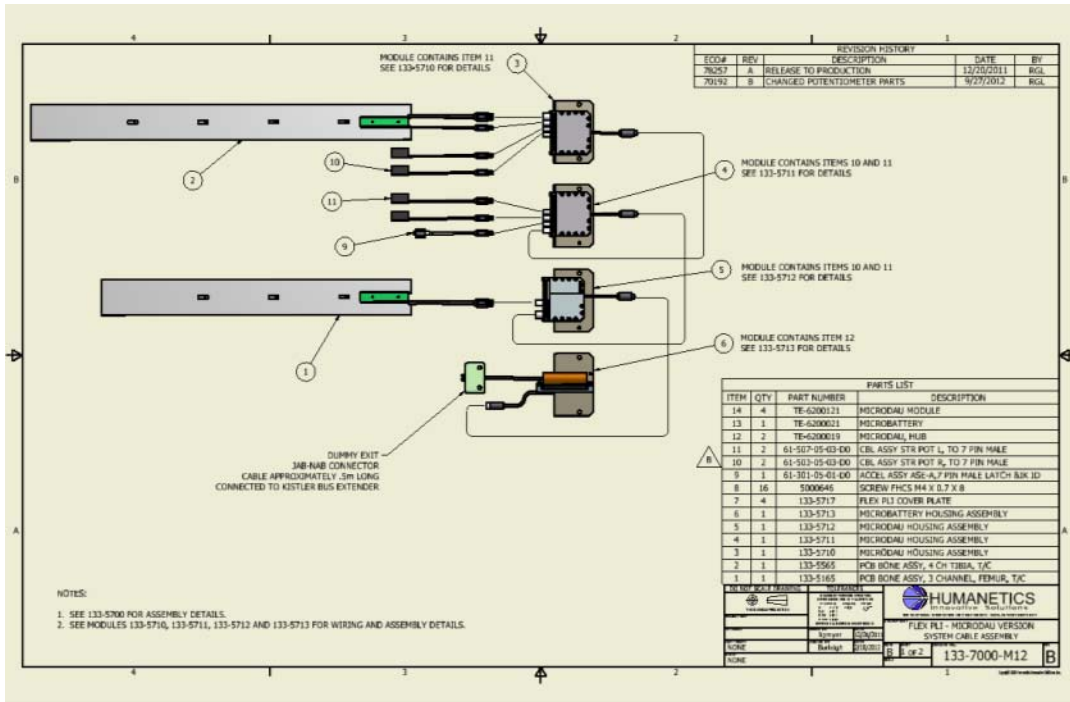 4 3 2 1
MODULE CONTAINS ITEM 11
SEE 133-5710 FOR DETAILS
3
REVISION HISTORY
ECO# REV DESCRIPTION DATE BY
78257 A RELEASE TO PRODUCTION 12/20/2011 RGL
70192 B CHANGED POTENTIOMETER PARTS 9/27/2012 RGL
2
10
B
B
4
MODULE CONTAINS ITEMS 10 AND 11
SEE 133-5711 FOR DETAILS
11
9
5
MODULE CONTAINS ITEMS 10 AND 11
SEE 133-5712 FOR DETAILS
1
6
MODULE CONTAINS ITEM 12
SEE 133-5713 FOR DETAILS
DUMMY EXIT
JAB-NAB CONNECTOR
CABLE APPROXIMATELY .5m LONG
CONNECTED TO KISTLER BUS EXTENDER
PARTS LIST
ITEM QTY PART NUMBER DESCRIPTION
14 4 TE-6200121 MICRODAU MODULE
13 1 TE-6200021 MICROBATTERY
12 2 TE-6200019 MICRODAU, HUB
B
11 2 61-507-05-03-D0 CBL ASSY STR POT L, TO 7 PIN MALE
10 2 61-503-05-03-D0 CBL ASSY STR POT R, TO 7 PIN MALE
9 1 61-301-05-01-D0 ACCEL ASSY ASE-A,7 PIN MALE LATCH BJK ID
8 16 5000646 SCREW FHCS M4 X 0.7 X 8
7 4 133-5717 FLEX PLI COVER PLATE
6 1 133-5713 MICROBATTERY HOUSING ASSEMBLY
5 1 133-5712 MICRODAU HOUSING ASSEMBLY
4 1 133-5711 MICRODAU HOUSING ASSEMBLY
3 1 133-5710 MICRODAU HOUSING ASSEMBLY
2 1 133-5565 PCB BONE ASSY, 4 CH TIBIA, T/C
1 1 133-5165 PCB BONE ASSY, 3 CHANNEL, FEMUR, T/C
A
A
NOTES:
1. SEE 133-5700 FOR ASSEMBLY DETAILS.
2. SEE MODULES 133-5710, 133-5711, 133-5712 AND 133-5713 FOR WIRING AND ASSEMBLY DETAILS.
DO NOT SCALE DRAWING
TOLERANCES
HUMANETICS
Innovative Solutions
FLEX PLI - MICRODAU VERSION
SYSTEM CABLE ASSEMBLY
NONE
Burleigh
NONE
B 1 OF 2 133-7000-M12 B
4 3 2 1